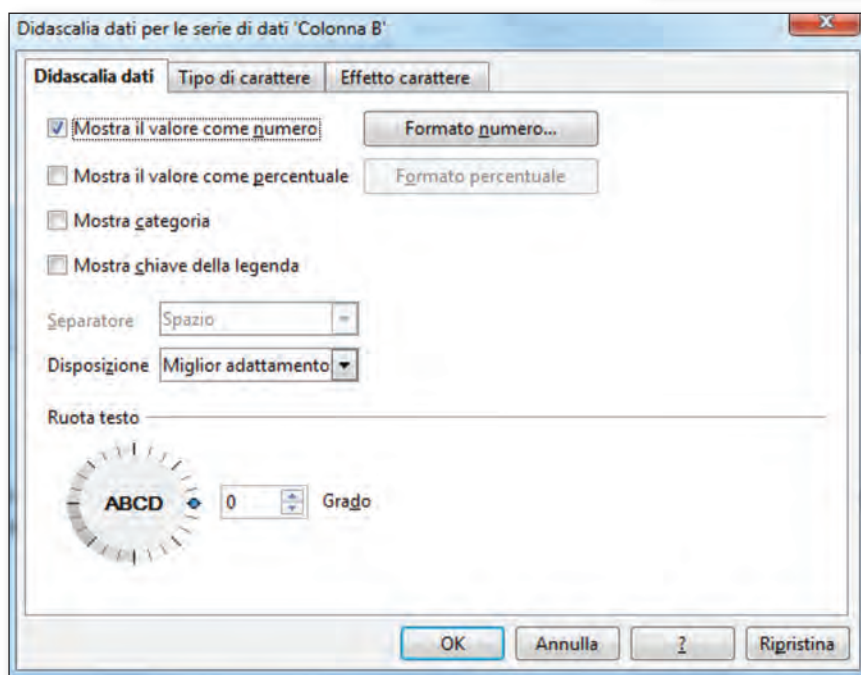 Didascalia dati per le serie di dati 'Colonna B'
Didascalia dati Tipo di carattere Effetto carattere
Mostra il valore come numero Formato numero...
Mostra il valore come percentuale Formato percentuale
Mostra categoria
Mostra chiave della legenda
Separatore Spazio
Disposizione Miglior adattamento
Ruota testo
ABCD 0 Grado
OK Annulla ? Ripristina